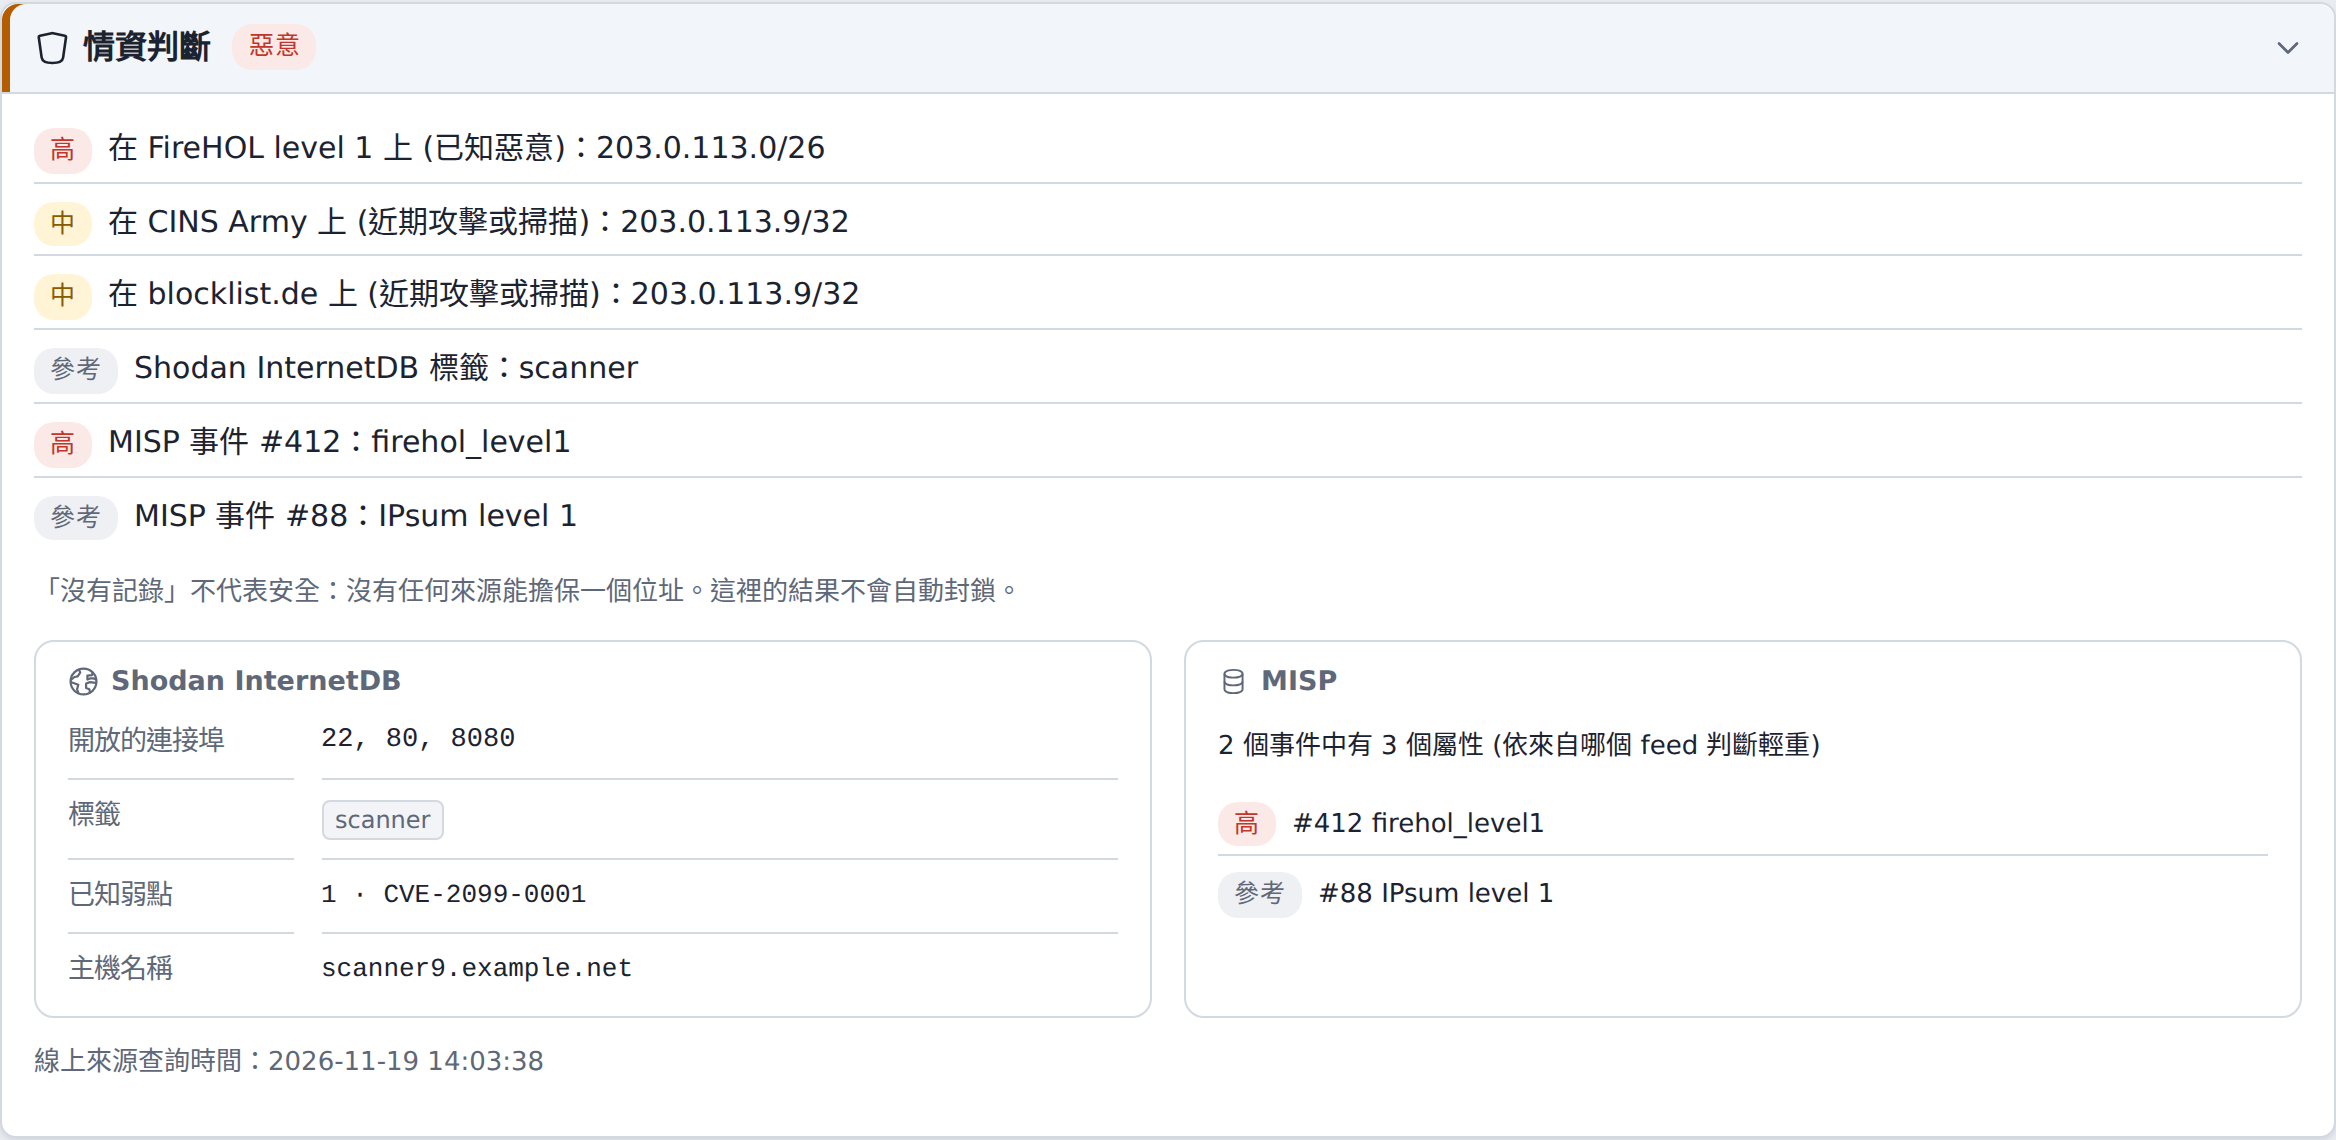 情資判斷 惡意
高 在 FireHOL level 1 上 (已知惡意)：203.0.113.0/26
中 在 CINS Army 上 (近期攻擊或掃描)：203.0.113.9/32
中 在 blocklist.de 上 (近期攻擊或掃描)：203.0.113.9/32
參考 Shodan InternetDB 標籤：scanner
高 MISP 事件 #412：firehol_level1
參考 MISP 事件 #88：IPsum level 1
「沒有記錄」不代表安全：沒有任何來源能擔保一個位址。這裡的結果不會自動封鎖。
Shodan InternetDB
開放的連接埠 22, 80, 8080
標籤 scanner
已知弱點 1 · CVE-2099-0001
主機名稱 scanner9.example.net
MISP
2 個事件中有 3 個屬性 (依來自哪個 feed 判斷輕重)
高 #412 firehol_level1
參考 #88 IPsum level 1
線上來源查詢時間：2026-11-19 14:03:38